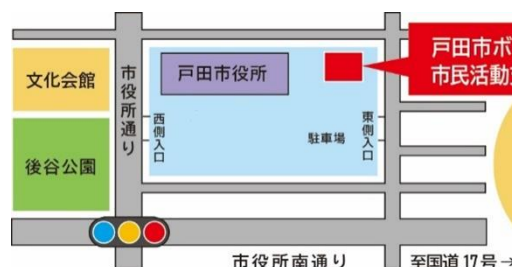 戸田市ボ
市民活動
戸田市役所
文化会館
市役所通り
西側入口
東側入口
駐車場
後谷公園
市役所南通り
至国道17号→